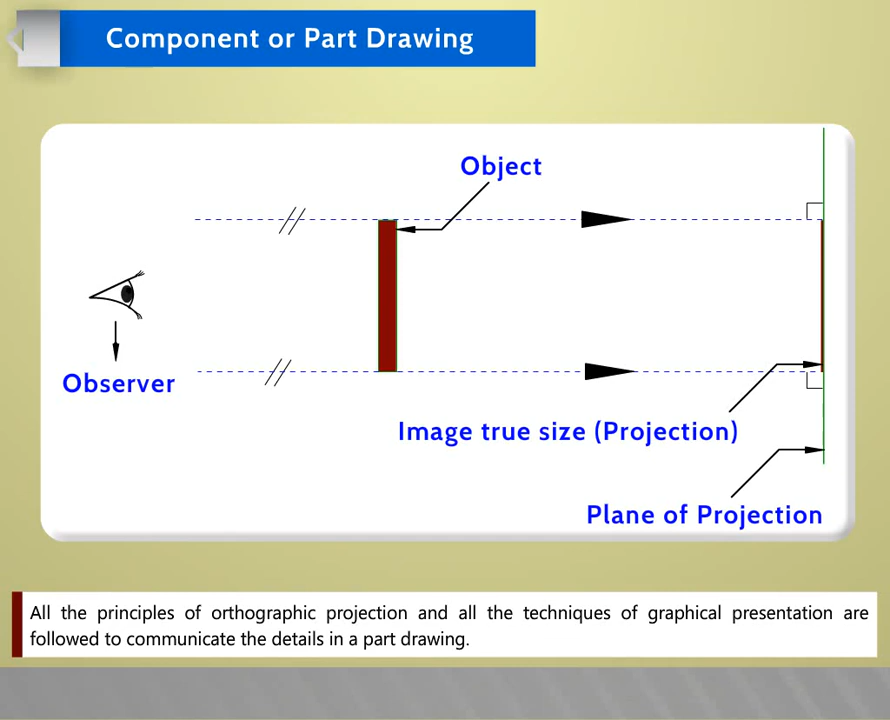 Component or Part Drawing
Object
Observer
Image true size (Projection)
Plane of Projection
All the principles of orthographic projection and all the techniques of graphical presentation are
followed to communicate the details in a part drawing.